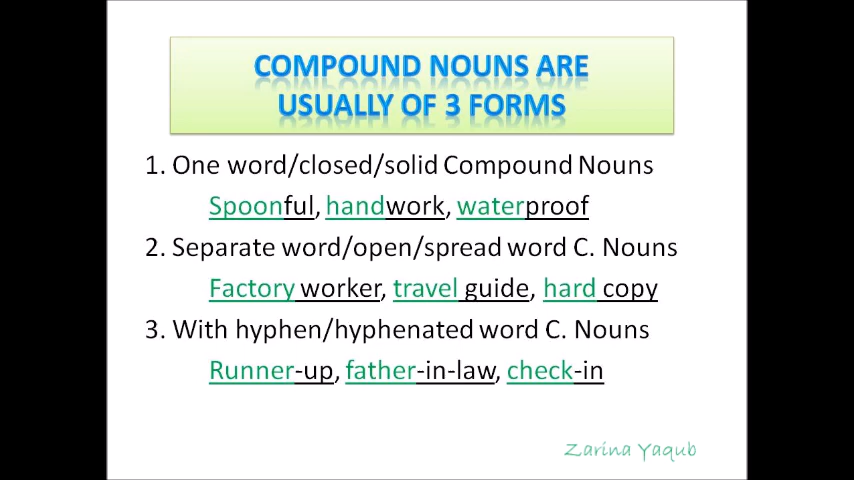 COMPOUND NOUNS ARE
USUALLY OF 3 FORMS
1. One word/closed/solid Compound Nouns
Spoonful, handwork, waterproof
2. Separate word/open/spread word C. Nouns
Factory worker, travel guide, hard copy
3. With hyphen/hyphenated word C. Nouns
Runner-up, father-in-law, check-in
Zarina Yaqub